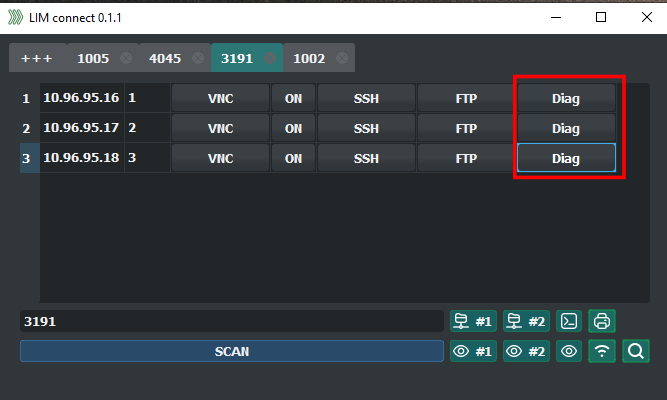 LIM connect 0.1.1
+++ 1005 4045 3191 1002
1 10.96.95.16 1 VNC ON SSH FTP Diag
2 10.96.95.17 2 VNC ON SSH FTP Diag
3 10.96.95.18 3 VNC ON SSH FTP Diag
3191 #1 #2
SCAN #1 #2